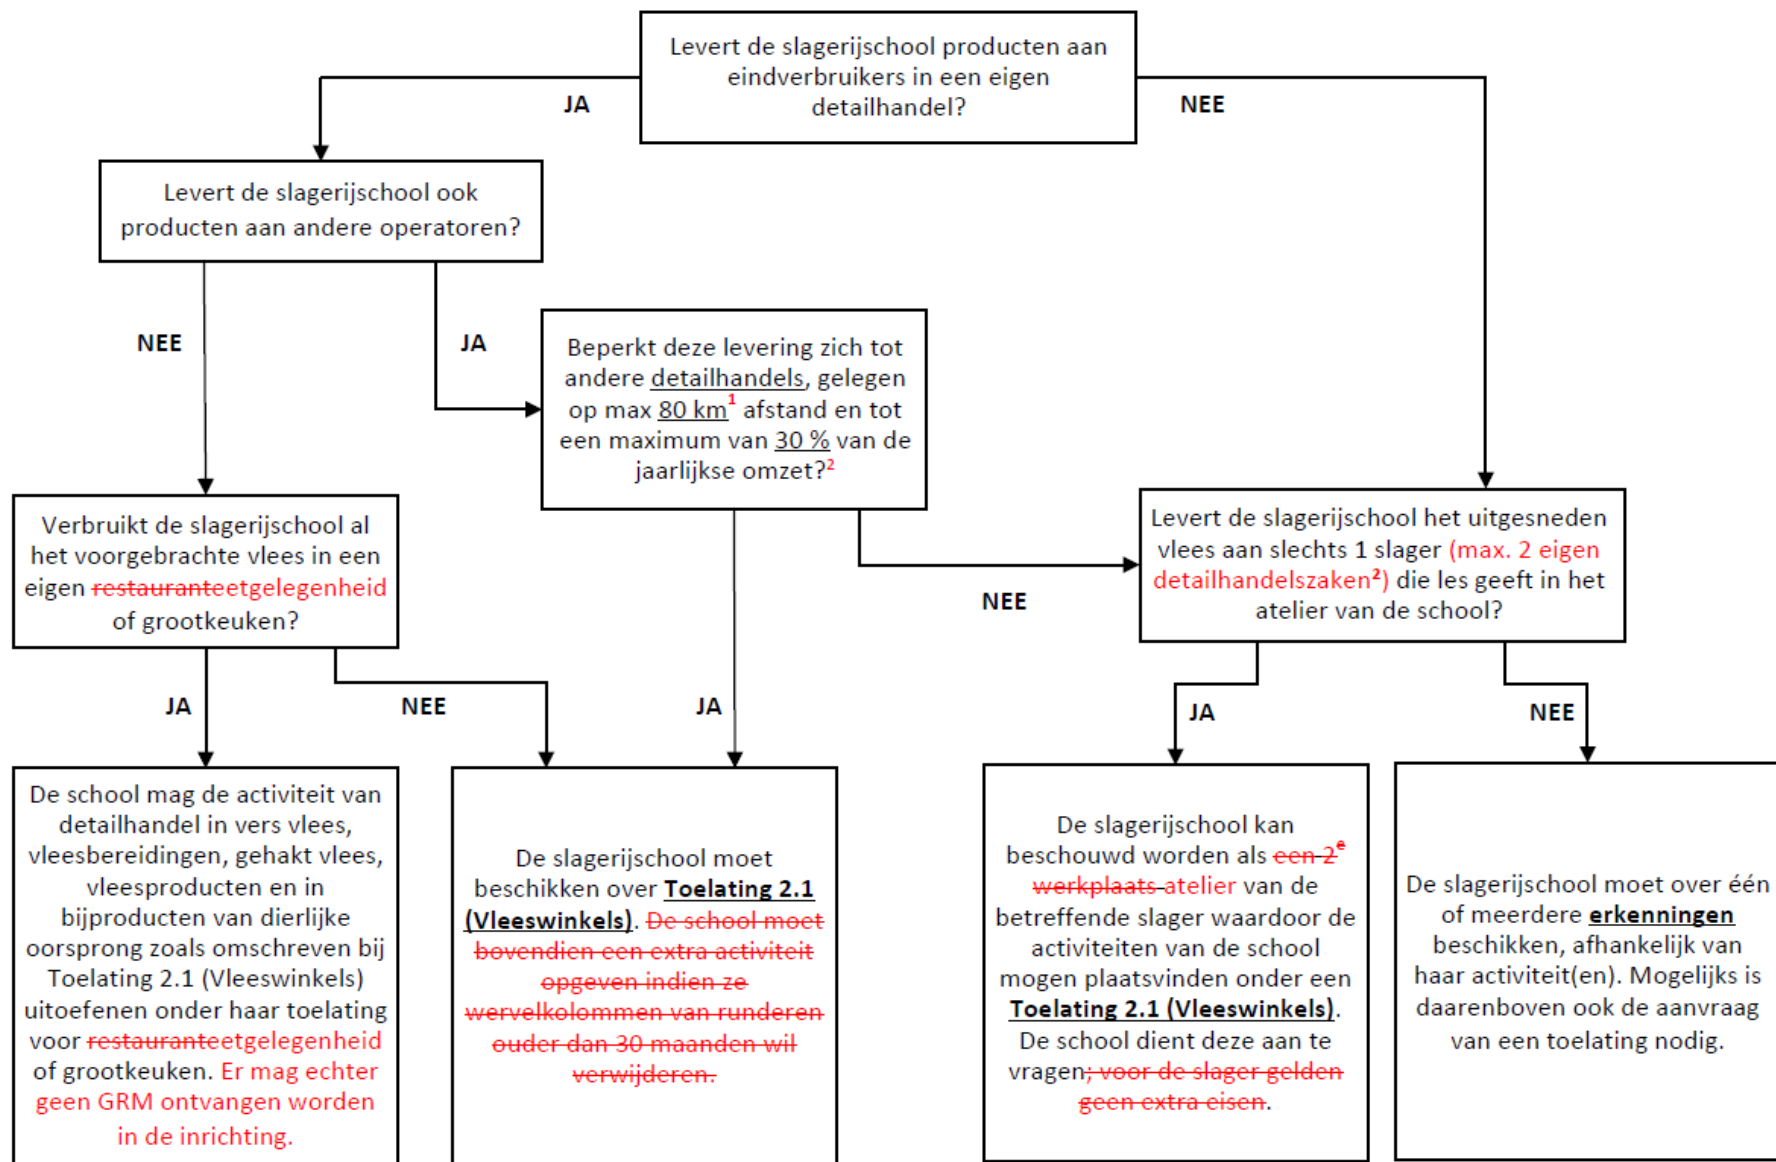 Levert de slagerijschool producten aan
eindverbruikers in een eigen
detailhandel?
JA
NEE
Levert de slagerijschool ook
producten aan andere operatoren?
NEE
JA
Beperkt deze levering zich tot
andere detailhandels, gelegen
op max 80 km¹ afstand en tot
een maximum van 30 % van de
jaarlijkse omzet?²
Verbruikt de slagerijschool al
het voorgebrachte vlees in een
eigen restauranteetgelegenheid
of grootkeuken?
NEE
Levert de slagerijschool het uitgesneden
vlees aan slechts 1 slager (max. 2 eigen
detailhandelszaken²) die les geeft in het
atelier van de school?
JA
NEE
JA
JA
NEE
De school mag de activiteit van
detailhandel in vers vlees,
vleesbereidingen, gehakt vlees,
vleesproducten en in
bijproducten van dierlijke
oorsprong zoals omschreven bij
Toelating 2.1 (Vleeswinkels)
uitoefenen onder haar toelating
voor restauranteetgelegenheid
of grootkeuken. Er mag echter
geen GRM ontvangen worden
in de inrichting.
De slagerijschool moet
beschikken over Toelating 2.1
(Vleeswinkels). De school moet
bovendien een extra activiteit
opgeven indien ze
wervelkolommen van runderen
ouder dan 30 maanden wil
verwijderen.
De slagerijschool kan
beschouwd worden als een 2ᵉ
werkplaats atelier van de
betreffende slager waardoor de
activiteiten van de school
mogen plaatsvinden onder een
Toelating 2.1 (Vleeswinkels).
De school dient deze aan te
vragen; voor de slager gelden
geen extra eisen.
De slagerijschool moet over één
of meerdere erkenningen
beschikken, afhankelijk van
haar activiteit(en). Mogelijks is
daarenboven ook de aanvraag
van een toelating nodig.